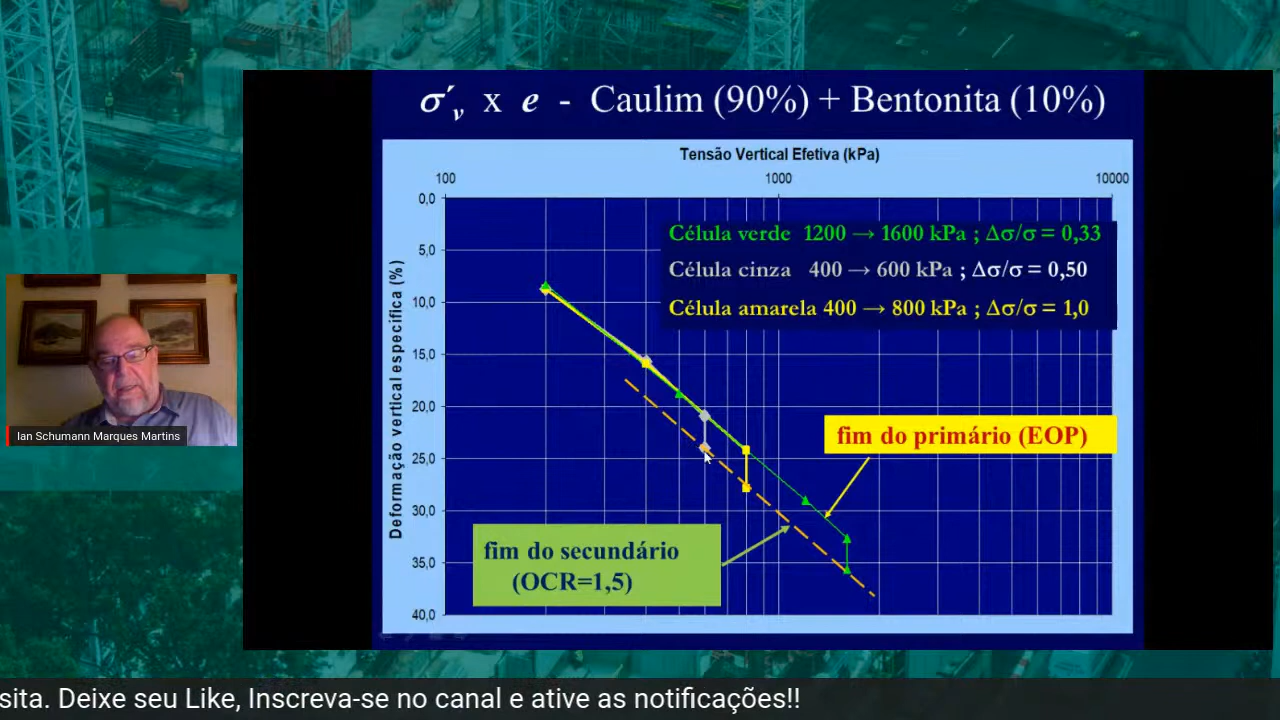 σ′v x e - Caulim (90%) + Bentonita (10%)
Tensão Vertical Efetiva (kPa)
100 1000 10000
0,0
5,0
10,0
15,0
20,0
25,0
30,0
35,0
40,0
Deformação vertical específica (%)
Célula verde 1200 → 1600 kPa ; Δσ/σ = 0,33
Célula cinza 400 → 600 kPa ; Δσ/σ = 0,50
Célula amarela 400 → 800 kPa ; Δσ/σ = 1,0
fim do primário (EOP)
fim do secundário
(OCR=1,5)
Ian Schumann Marques Martins
sita. Deixe seu Like, Inscreva-se no canal e ative as notificações!!